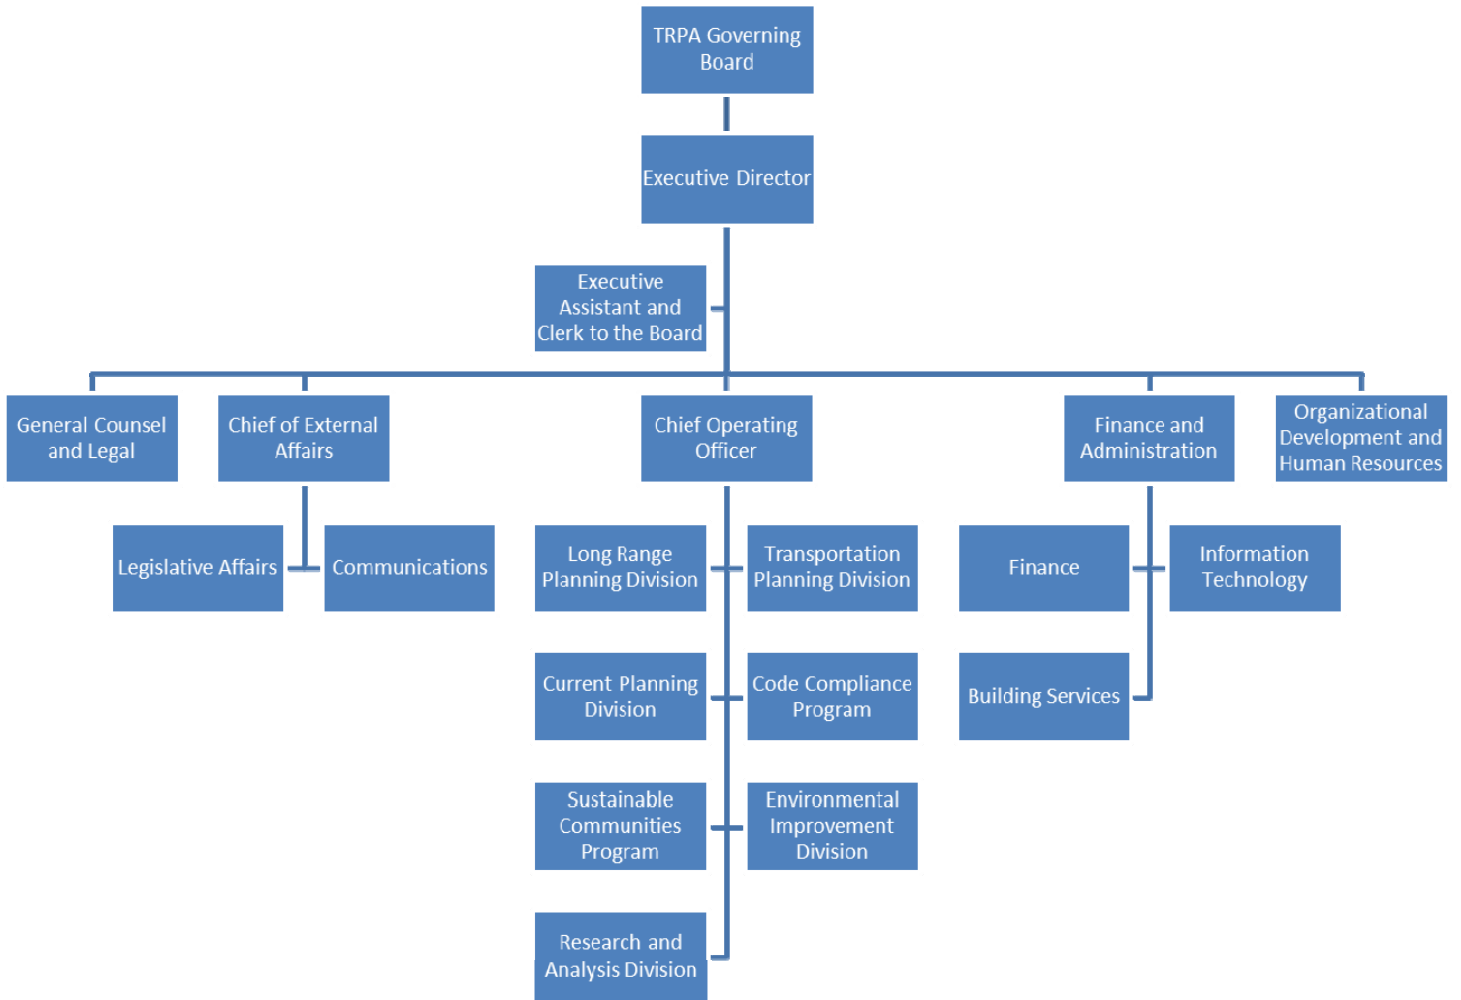 TRPA Governing
Board
Executive Director
Executive
Assistant and
Clerk to the Board
General Counsel
and Legal
Chief of External
Affairs
Chief Operating
Officer
Finance and
Administration
Organizational
Development and
Human Resources
Legislative Affairs
Communications
Long Range
Planning Division
Transportation
Planning Division
Finance
Information
Technology
Current Planning
Division
Code Compliance
Program
Building Services
Sustainable
Communities
Program
Environmental
Improvement
Division
Research and
Analysis Division